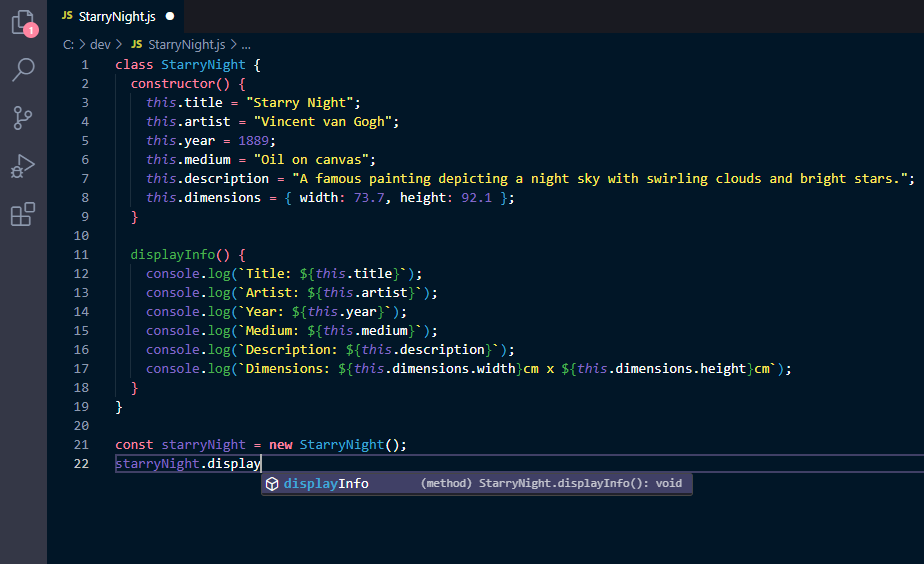 JS StarryNight.js
1
C: > dev > JS StarryNight.js > ...
1 class StarryNight {
2 constructor() {
3 this.title = "Starry Night";
4 this.artist = "Vincent van Gogh";
5 this.year = 1889;
6 this.medium = "Oil on canvas";
7 this.description = "A famous painting depicting a night sky with swirling clouds and bright stars.";
8 this.dimensions = { width: 73.7, height: 92.1 };
9 }
10
11 displayInfo() {
12 console.log(`Title: ${this.title}`);
13 console.log(`Artist: ${this.artist}`);
14 console.log(`Year: ${this.year}`);
15 console.log(`Medium: ${this.medium}`);
16 console.log(`Description: ${this.description}`);
17 console.log(`Dimensions: ${this.dimensions.width}cm x ${this.dimensions.height}cm`);
18 }
19 }
20
21 const starryNight = new StarryNight();
22 starryNight.display
displayInfo (method) StarryNight.displayInfo(): void